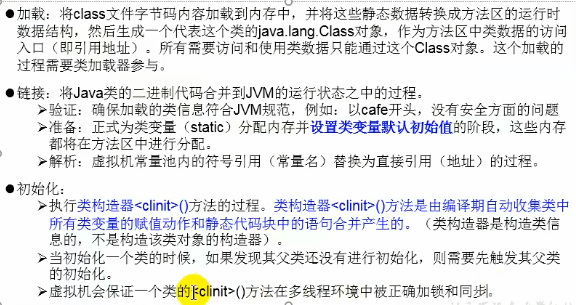 ●加载：将class文件字节码内容加载到内存中，并将这些静态数据转换成方法区的运行时
数据结构，然后生成一个代表这个类的java.lang.Class对象，作为方法区中类数据的访问
入口（即引用地址）。所有需要访问和使用类数据只能通过这个Class对象。这个加载的
过程需要类加载器参与。
●链接：将Java类的二进制代码合并到JVM的运行状态之中的过程。
➢验证：确保加载的类信息符合JVM规范，例如：以cafe开头，没有安全方面的问题
➢准备：正式为类变量（static）分配内存并设置类变量默认初始值的阶段，这些内存
都将在方法区中进行分配。
➢解析：虚拟机常量池内的符号引用（常量名）替换为直接引用（地址）的过程。
●初始化：
➢执行类构造器<clinit>()方法的过程。类构造器<clinit>()方法是由编译期自动收集类中
所有类变量的赋值动作和静态代码块中的语句合并产生的。（类构造器是构造类信
息的，不是构造该类对象的构造器）。
➢当初始化一个类的时候，如果发现其父类还没有进行初始化，则需要先触发其父类
的初始化。
➢虚拟机会保证一个类的<clinit>()方法在多线程环境中被正确加锁和同步。